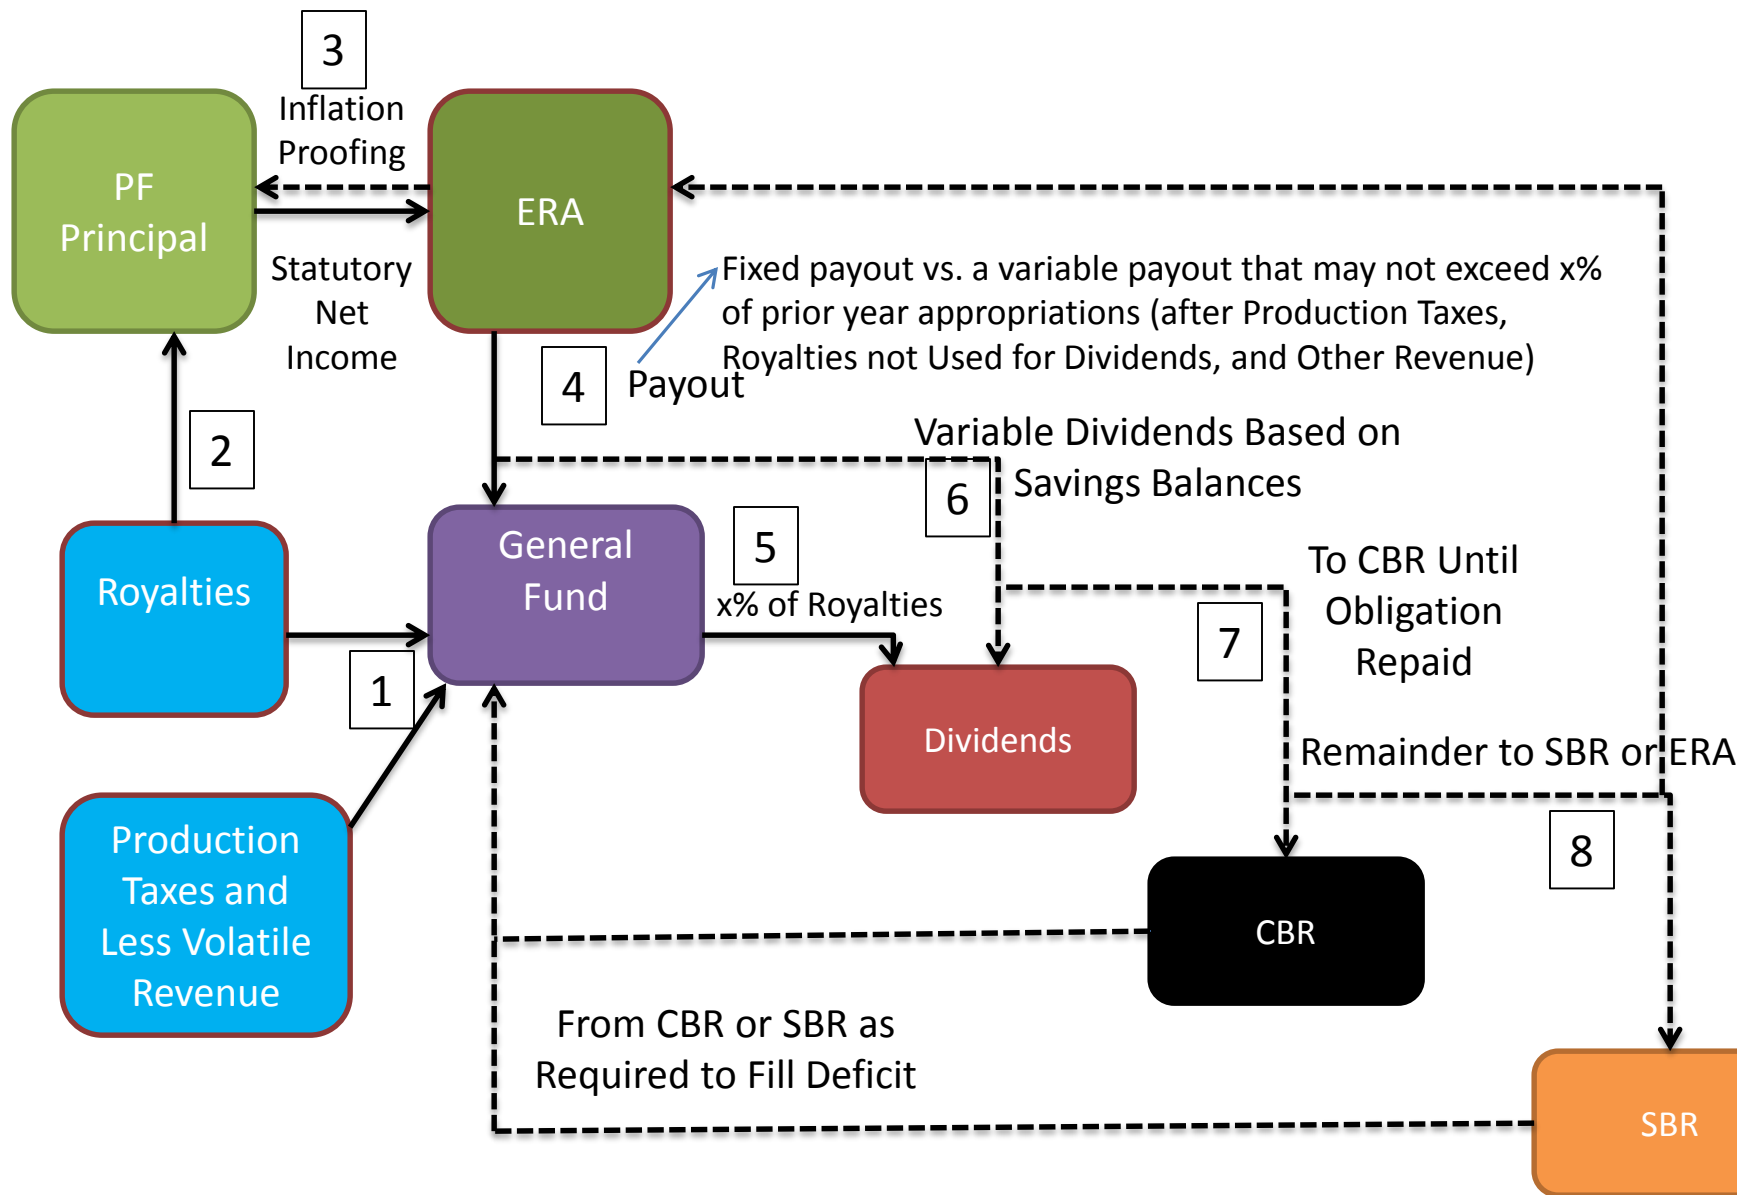 3
Inflation
Proofing
PF
Principal
ERA
Statutory
Net
Income
Fixed payout vs. a variable payout that may not exceed x%
of prior year appropriations (after Production Taxes,
Royalties not Used for Dividends, and Other Revenue)
4
Payout
2
Variable Dividends Based on
Savings Balances
6
General
Fund
5
x% of Royalties
Royalties
To CBR Until
Obligation
Repaid
7
1
Dividends
Remainder to SBR or ERA
8
Production
Taxes and
Less Volatile
Revenue
CBR
From CBR or SBR as
Required to Fill Deficit
SBR